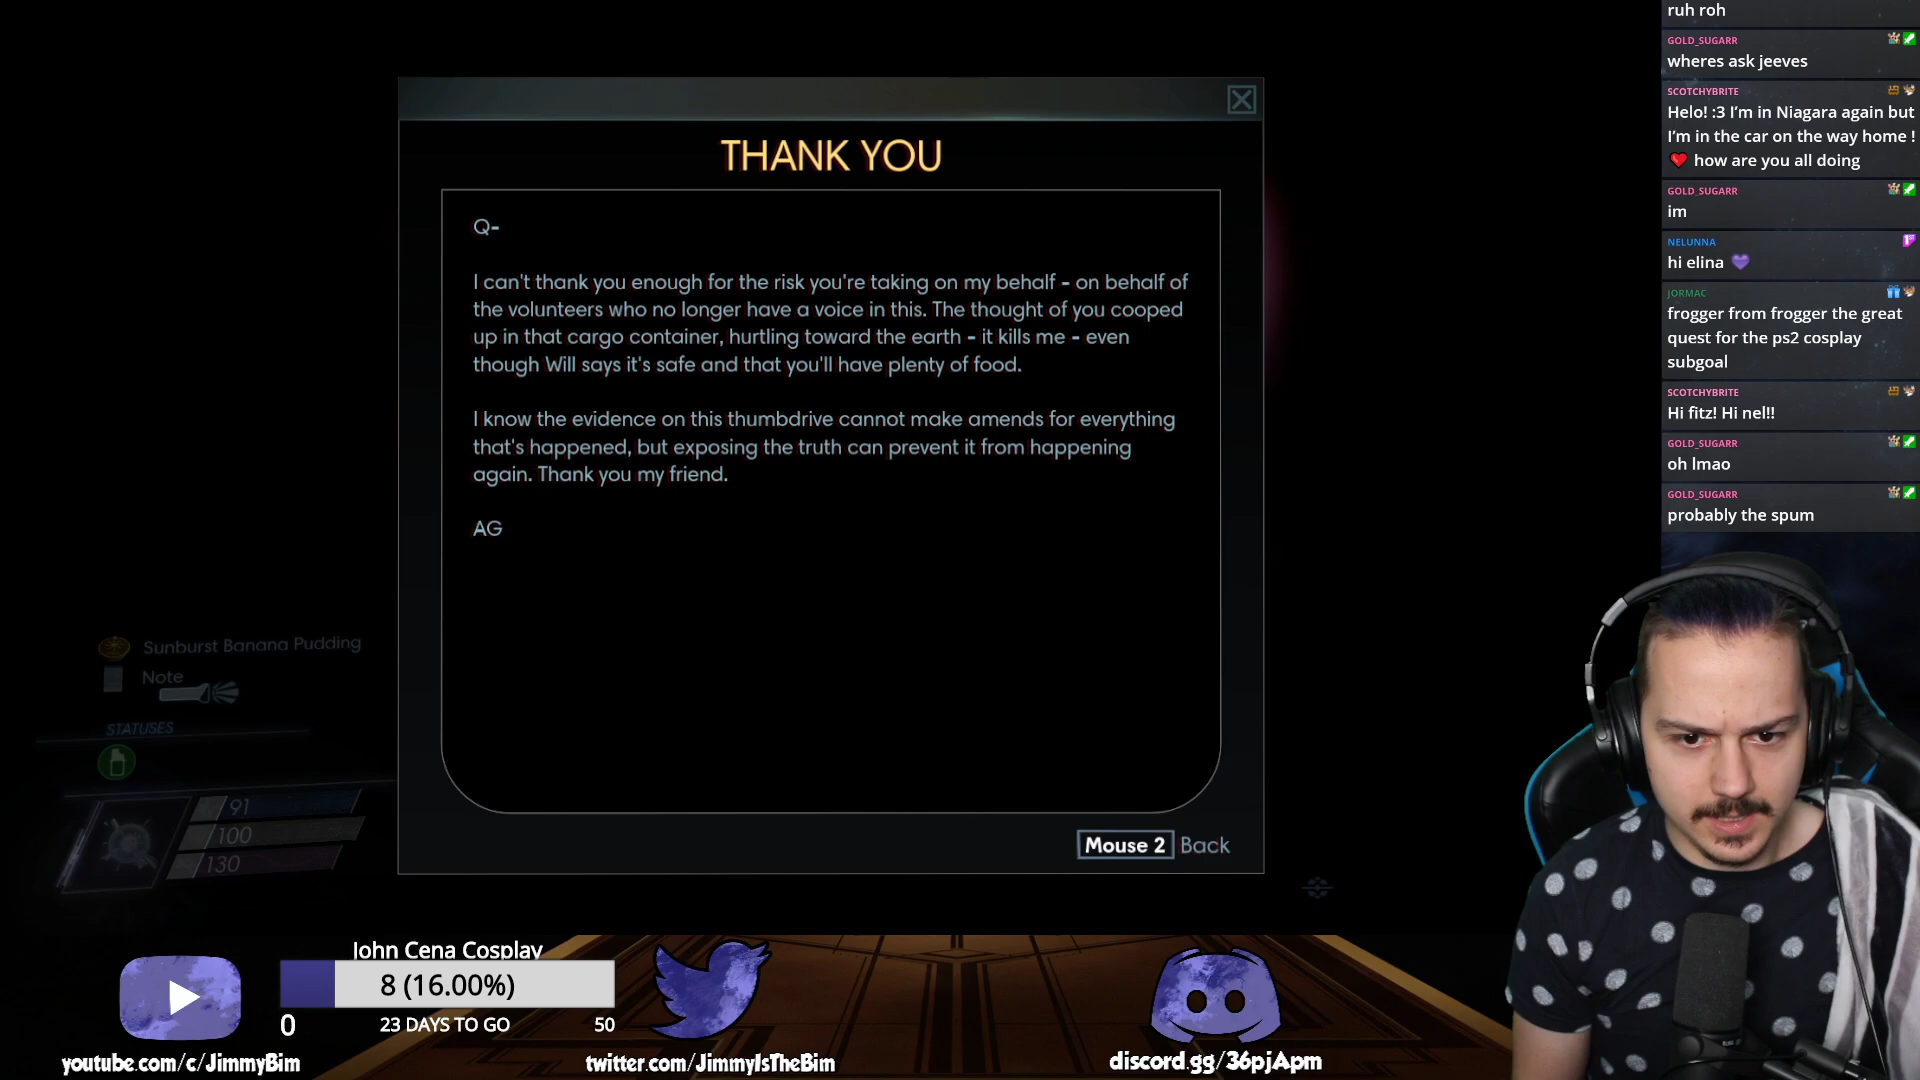 THANK YOU
Q-
I can't thank you enough for the risk you're taking on my behalf - on behalf of
the volunteers who no longer have a voice in this. The thought of you cooped
up in that cargo container, hurtling toward the earth - it kills me - even
though Will says it's safe and that you'll have plenty of food.
I know the evidence on this thumbdrive cannot make amends for everything
that's happened, but exposing the truth can prevent it from happening
again. Thank you my friend.
AG
Mouse 2 Back
Sunburst Banana Pudding
Note
STATUSES
91
100
130
ruh roh
GOLD_SUGARR
wheres ask jeeves
SCOTCHYBRITE
Helo! :3 I'm in Niagara again but
I'm in the car on the way home !
❤️ how are you all doing
GOLD_SUGARR
im
NELUNNA
hi elina 💜
JORMAC
frogger from frogger the great
quest for the ps2 cosplay
subgoal
SCOTCHYBRITE
Hi fitz! Hi nel!!
GOLD_SUGARR
oh lmao
GOLD_SUGARR
probably the spum
John Cena Cosplay
8 (16.00%)
0
23 DAYS TO GO
50
youtube.com/c/JimmyBim
twitter.com/JimmyIsTheBim
discord.gg/36pjApm